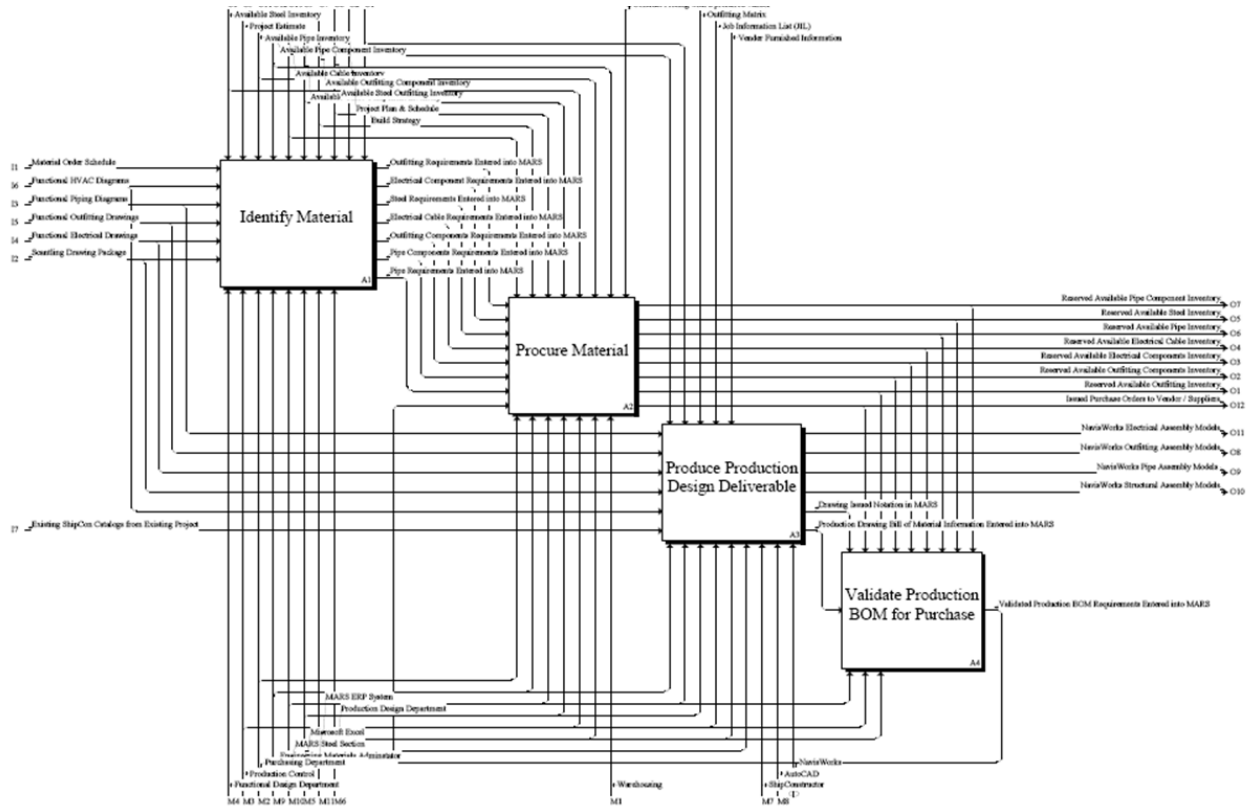 Available Steel Inventory
Project Estimate
Available Pipe Inventory
Available Pipe Component Inventory
Available Cable Inventory
Available Outfitting Component Inventory
Available Steel Outfitting Inventory
Project Plan & Schedule
Build Strategy
Outfitting Matrix
Job Information List (JIL)
Vender Furnished Information
I1 Material Order Schedule
I6 Functional HVAC Diagrams
I3 Functional Piping Diagrams
I5 Functional Outfitting Drawings
I4 Functional Electrical Drawings
I2 Scantling Drawing Package
Identify Material
A1
Outfitting Requirements Entered into MARS
Electrical Component Requirements Entered into MARS
Steel Requirements Entered into MARS
Electrical Cable Requirements Entered into MARS
Outfitting Components Requirements Entered into MARS
Pipe Components Requirements Entered into MARS
Pipe Requirements Entered into MARS
Procure Material
A2
Reserved Available Pipe Component Inventory O7
Reserved Available Steel Inventory O5
Reserved Available Pipe Inventory O6
Reserved Available Electrical Cable Inventory O4
Reserved Available Electrical Components Inventory O3
Reserved Available Outfitting Components Inventory O2
Reserved Available Outfitting Inventory O1
Issued Purchase Orders to Vender / Suppliers O12
NavisWorks Electrical Assembly Models O11
NavisWorks Outfitting Assembly Models O8
NavisWorks Pipe Assembly Models O9
NavisWorks Structural Assembly Models O10
Produce Production
Design Deliverable
A3
I7 Existing ShipCon Catalogs from Existing Project
Drawing Issued Notation in MARS
Production Drawing Bill of Material Information Entered into MARS
Validate Production
BOM for Purchase
A4
Validated Production BOM Requirements Entered into MARS
MARS ERP System
Production Design Department
Microsoft Excel
MARS Steel Section
Purchasing Department
Production Control
Functional Design Department
Warehousing
NavisWorks
AutoCAD
ShipConstructor
M4 M3 M2 M9 M10 M5 M11 M6 M1 M7 M8